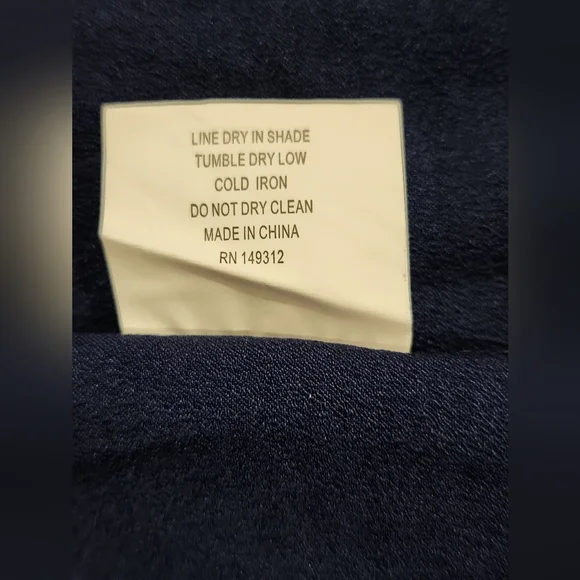 LINE DRY IN SHADE
TUMBLE DRY LOW
COLD IRON
DO NOT DRY CLEAN
MADE IN CHINA
RN 149312